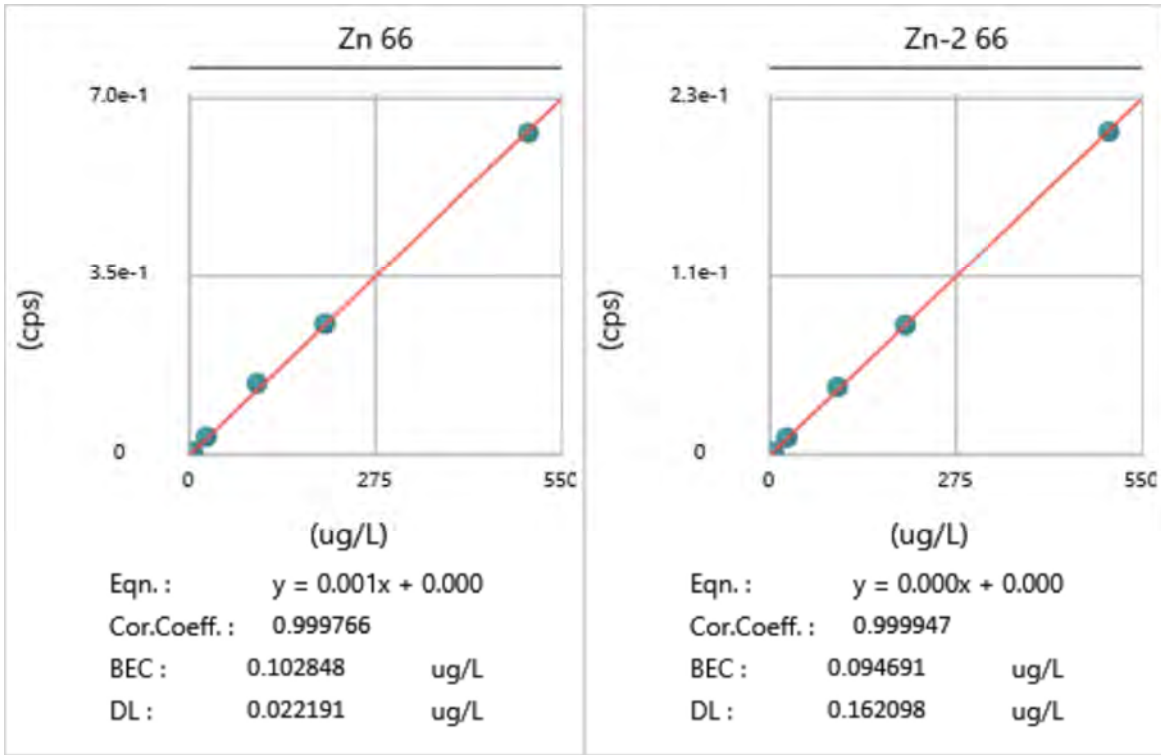 Zn 66
7.0e-1
3.5e-1
(cps)
0
0 275 550
(ug/L)
Eqn. : y = 0.001x + 0.000
Cor.Coeff. : 0.999766
BEC : 0.102848 ug/L
DL : 0.022191 ug/L
Zn-2 66
2.3e-1
1.1e-1
(cps)
0
0 275 550
(ug/L)
Eqn. : y = 0.000x + 0.000
Cor.Coeff. : 0.999947
BEC : 0.094691 ug/L
DL : 0.162098 ug/L